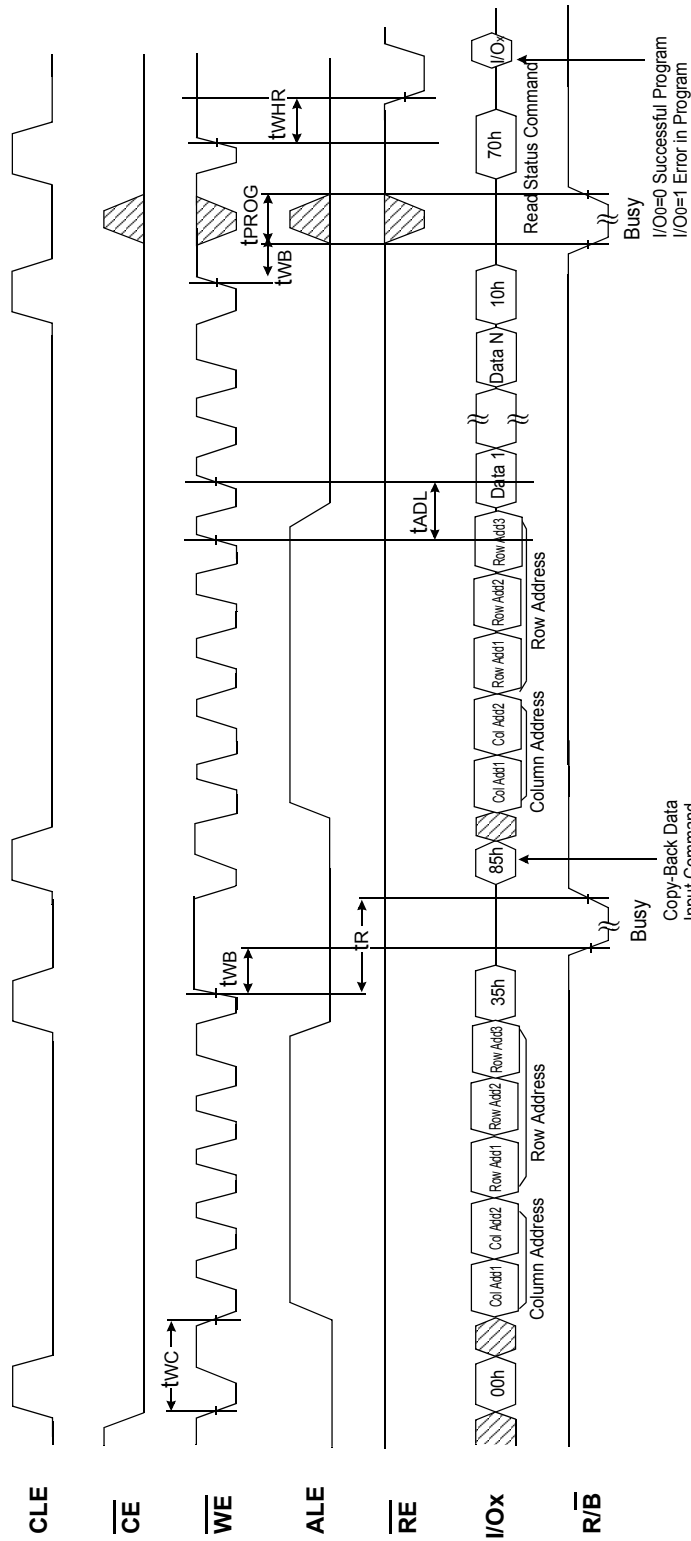 CLE
CE
WE
ALE
RE
I/Ox
R/B
tWC
tWB
tR
tADL
tWB
tPROG
tWHR
00h
Col Add1
Col Add2
Row Add1
Row Add2
Row Add3
35h
85h
Col Add1
Col Add2
Row Add1
Row Add2
Row Add3
Data 1
Data N
10h
70h
I/Ox
Column Address
Row Address
Column Address
Row Address
Read Status Command
Busy
Busy
Copy-Back Data
Input Command
I/O0=0 Successful Program
I/O0=1 Error in Program